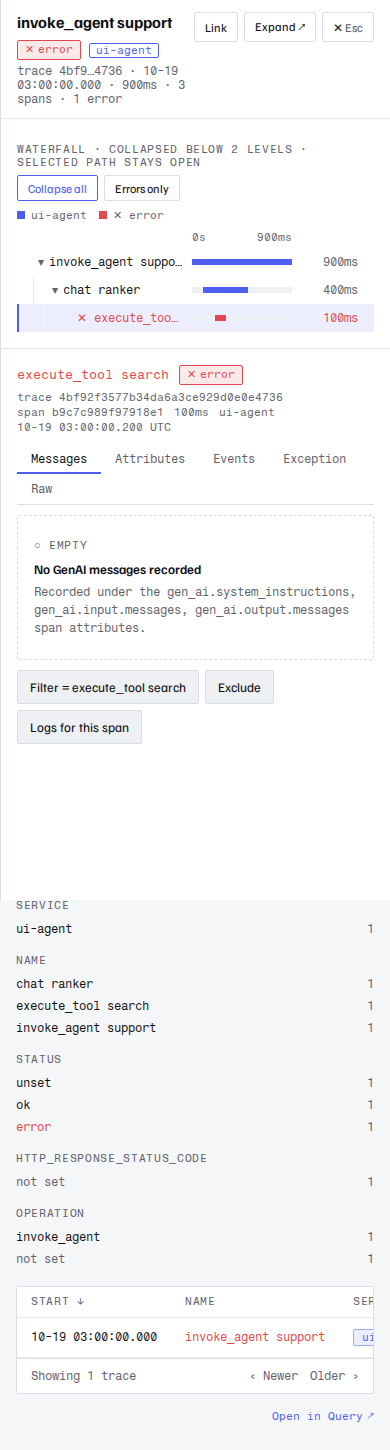 invoke_agent support
Link
Expand ↗
✕ Esc
✕ error
ui-agent
trace 4bf9…4736 · 10-19
03:00:00.000 · 900ms · 3
spans · 1 error
WATERFALL · COLLAPSED BELOW 2 LEVELS ·
SELECTED PATH STAYS OPEN
Collapse all
Errors only
ui-agent ✕ error
0s 900ms
▾ invoke_agent suppo… 900ms
▾ chat ranker 400ms
✕ execute_too… 100ms
execute_tool search ✕ error
trace 4bf92f3577b34da6a3ce929d0e0e4736
span b9c7c989f97918e1 100ms ui-agent
10-19 03:00:00.200 UTC
Messages Attributes Events Exception
Raw
○ EMPTY
No GenAI messages recorded
Recorded under the gen_ai.system_instructions,
gen_ai.input.messages, gen_ai.output.messages
span attributes.
Filter = execute_tool search
Exclude
Logs for this span
SERVICE
ui-agent 1
NAME
chat ranker 1
execute_tool search 1
invoke_agent support 1
STATUS
unset 1
ok 1
error 1
HTTP_RESPONSE_STATUS_CODE
not set 1
OPERATION
invoke_agent 1
not set 1
START ↓ NAME SER
10-19 03:00:00.000 invoke_agent support ui
Showing 1 trace ‹ Newer Older ›
Open in Query ↗